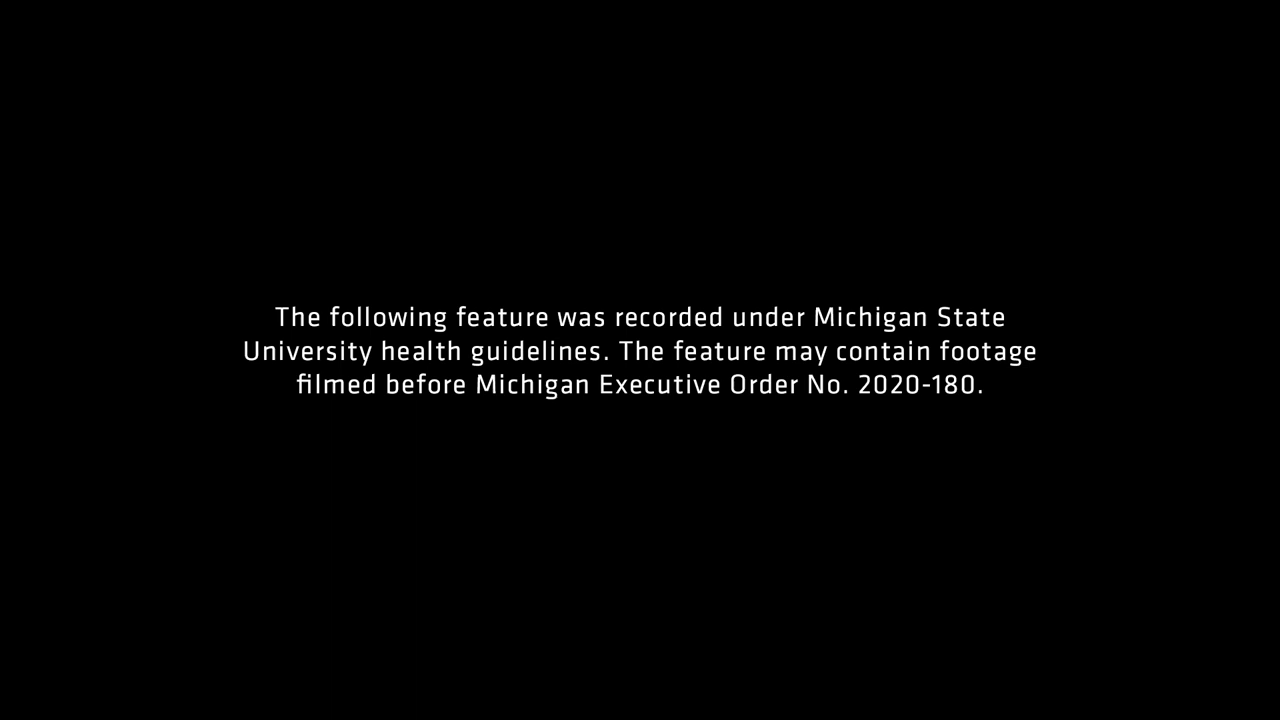 The following feature was recorded under Michigan State
University health guidelines. The feature may contain footage
filmed before Michigan Executive Order No. 2020-180.